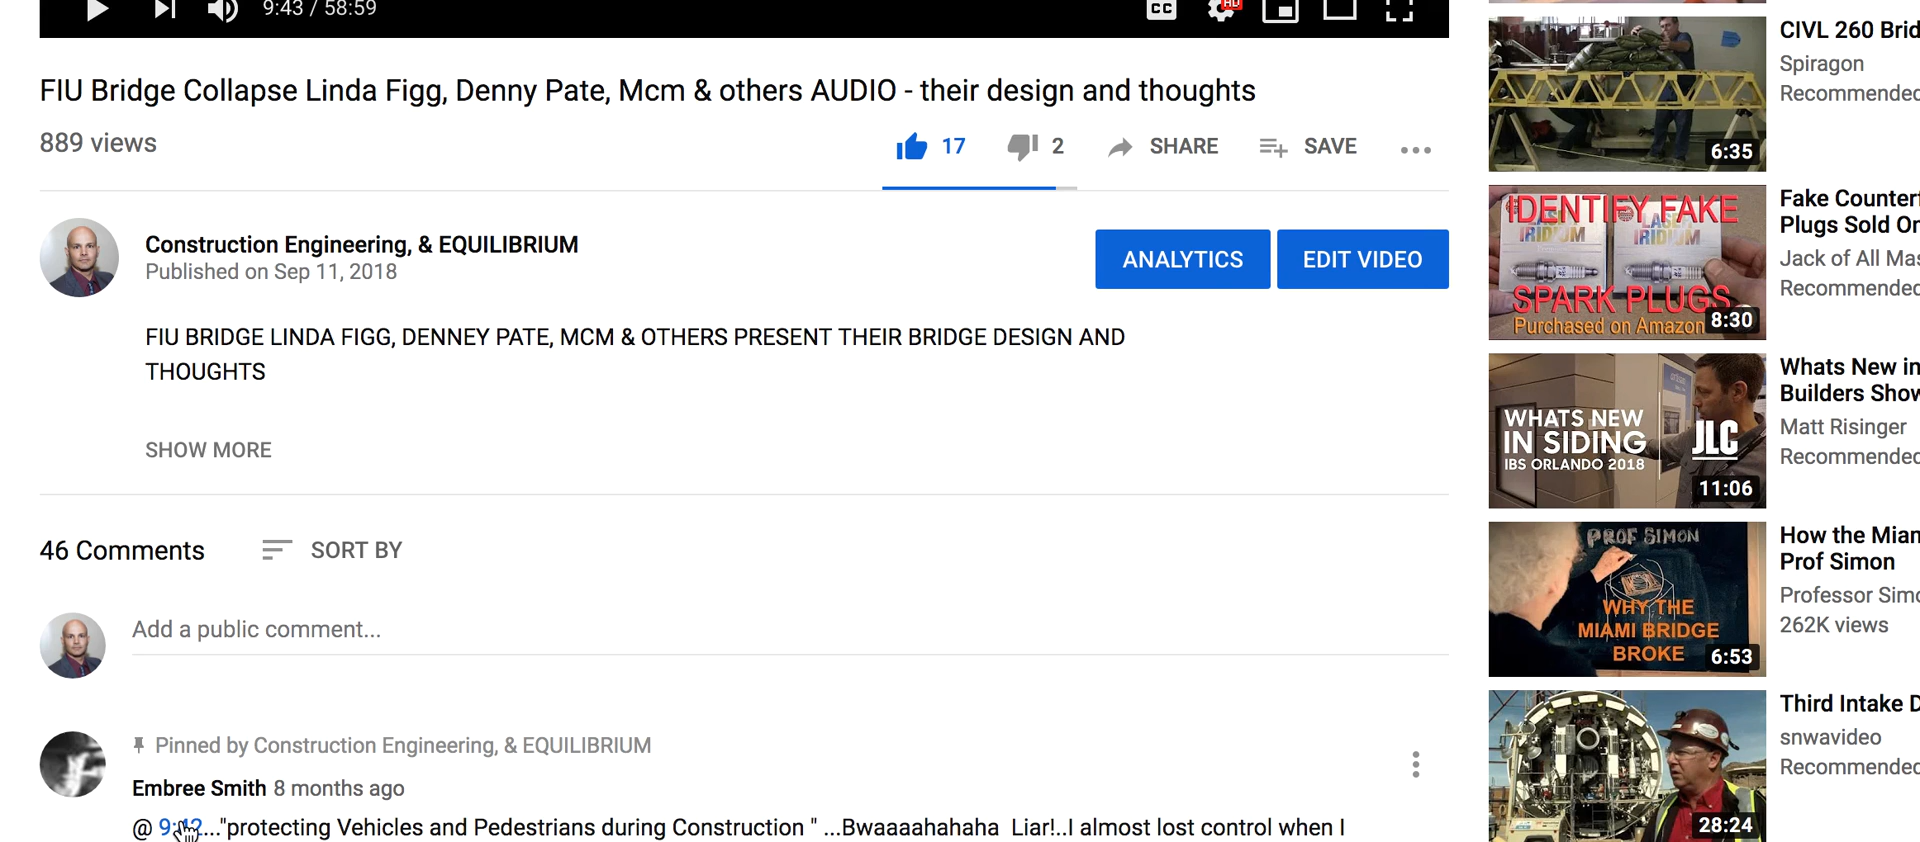 9:43 / 58:59
CC
HD
FIU Bridge Collapse Linda Figg, Denny Pate, Mcm & others AUDIO - their design and thoughts
889 views
17
2
SHARE
SAVE
Construction Engineering, & EQUILIBRIUM
Published on Sep 11, 2018
ANALYTICS
EDIT VIDEO
FIU BRIDGE LINDA FIGG, DENNEY PATE, MCM & OTHERS PRESENT THEIR BRIDGE DESIGN AND
THOUGHTS
SHOW MORE
46 Comments
SORT BY
Add a public comment...
Pinned by Construction Engineering, & EQUILIBRIUM
Embree Smith 8 months ago
@ ..."protecting Vehicles and Pedestrians during Construction " ...Bwaaaahahaha Liar!..I almost lost control when I
6:35
CIVL 260
Spiragon
Recommended
IDENTIFY FAKE
LASER
IRIDIUM
IRIDIUM
SPARK PLUGS
Purchased on Amazon
8:30
Fake
Plugs Sold
Jack of All
Recommended
WHATS NEW
IN SIDING
IBS ORLANDO 2018
JLC
11:06
Whats New in
Builders
Matt Risinger
Recommended
PROF SIMON
WHY THE
MIAMI BRIDGE
BROKE
6:53
How the
Prof Simon
Professor
262K views
28:24
Third Intake
snwavideo
Recommended